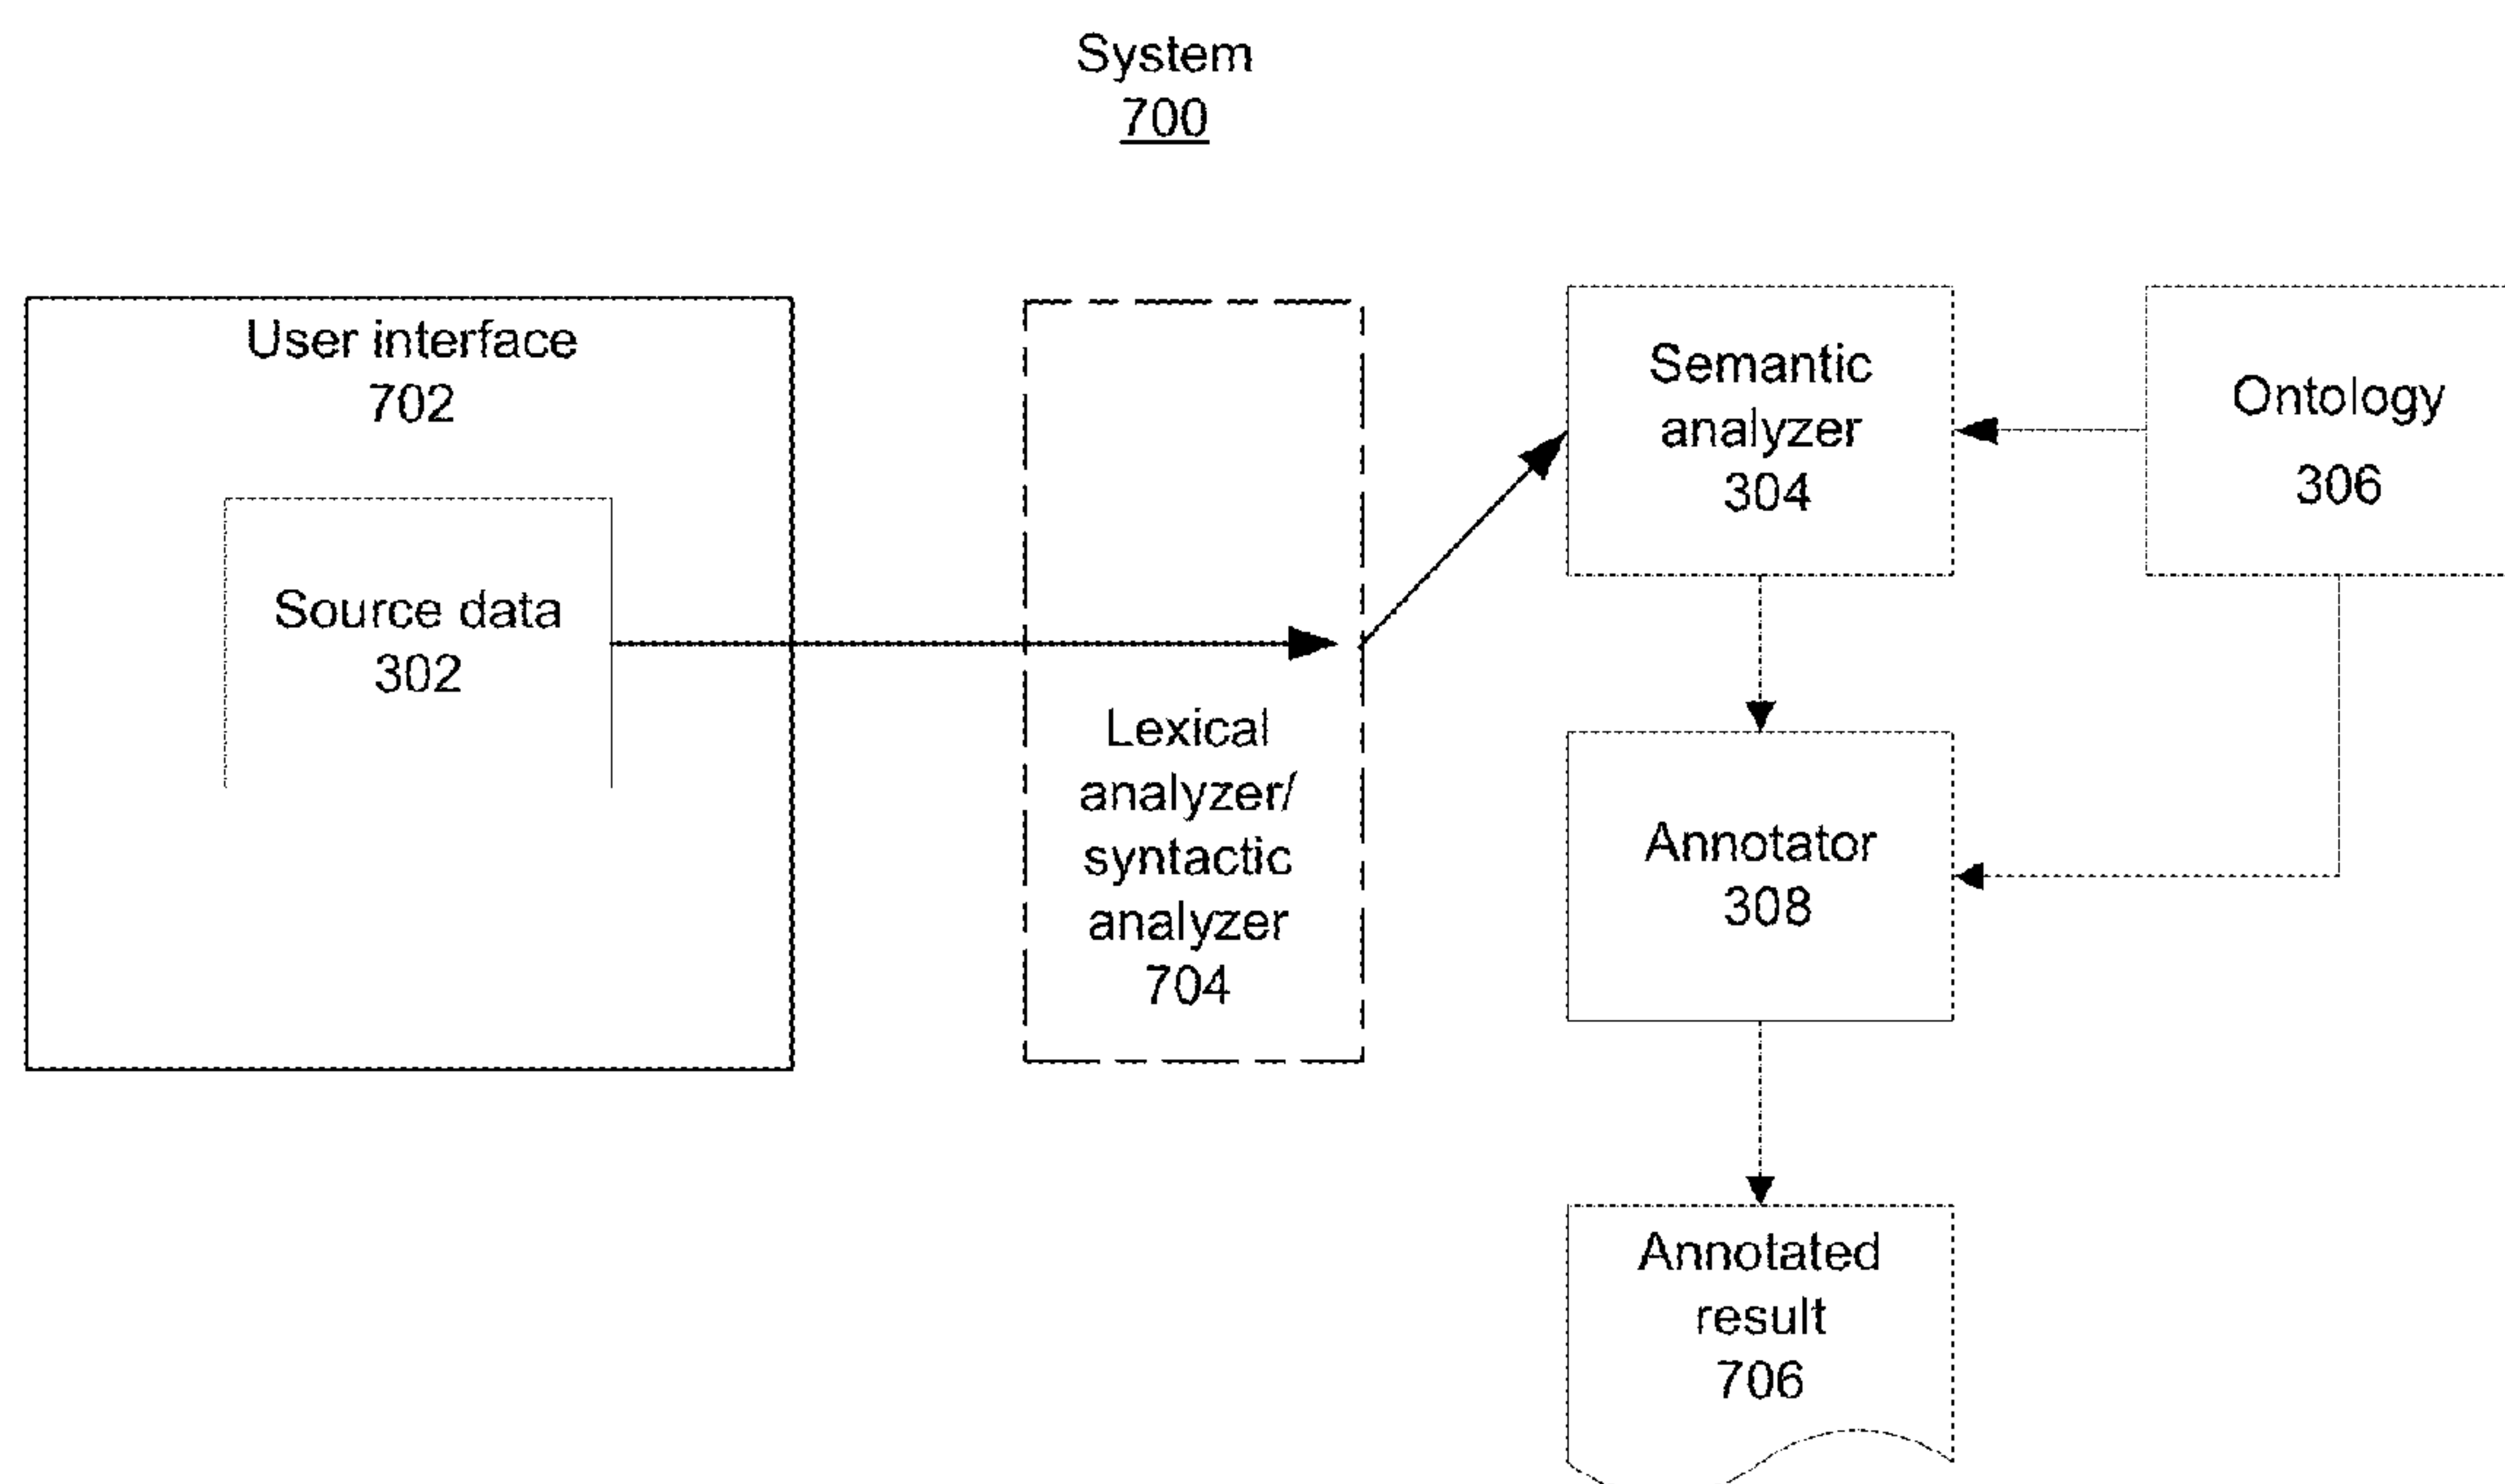 System
700
User interface
702
Source data
302
Lexical
analyzer/
syntactic
analyzer
704
Semantic
analyzer
304
Ontology
306
Annotator
308
Annotated
result
706